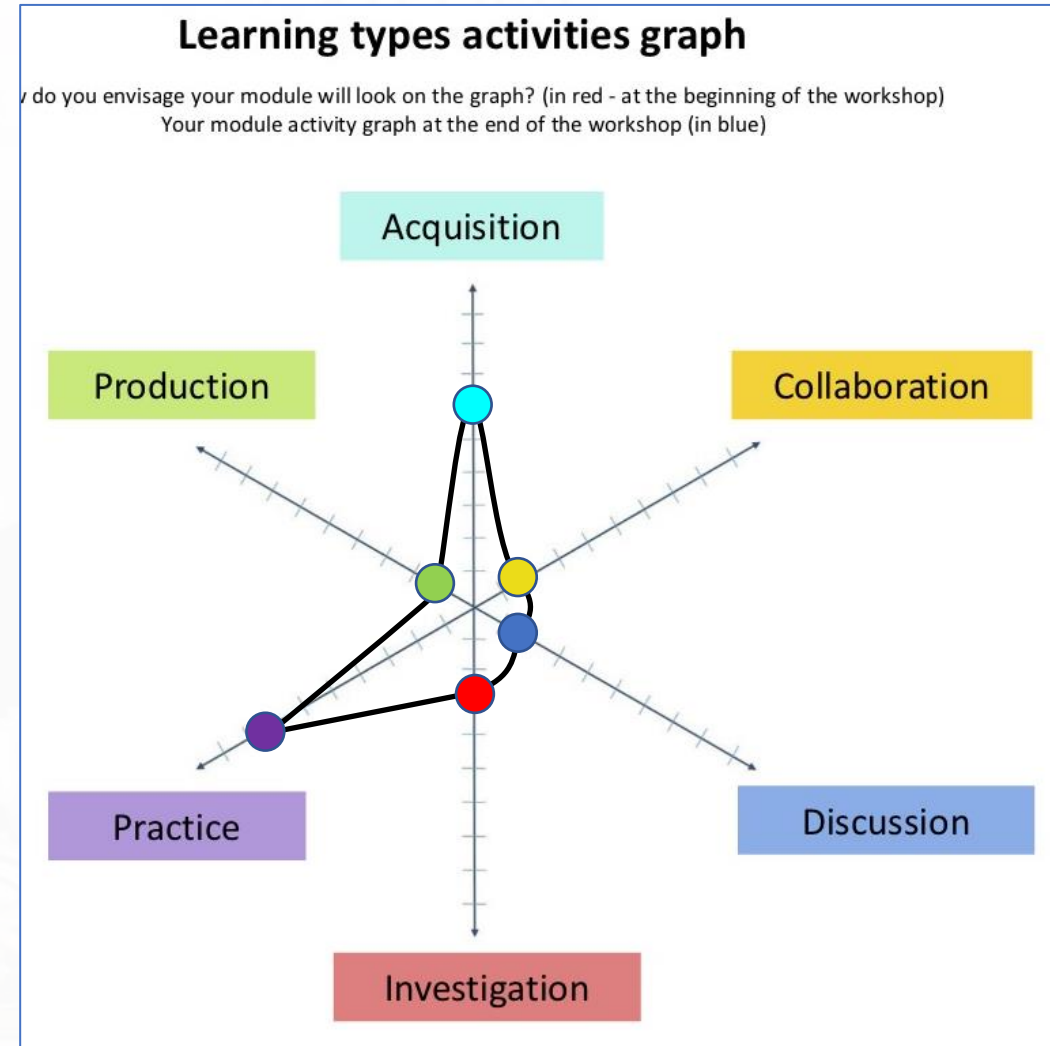 Learning types activities graph
do you envisage your module will look on the graph? (in red - at the beginning of the workshop)
Your module activity graph at the end of the workshop (in blue)
Acquisition
Production
Collaboration
Practice
Discussion
Investigation